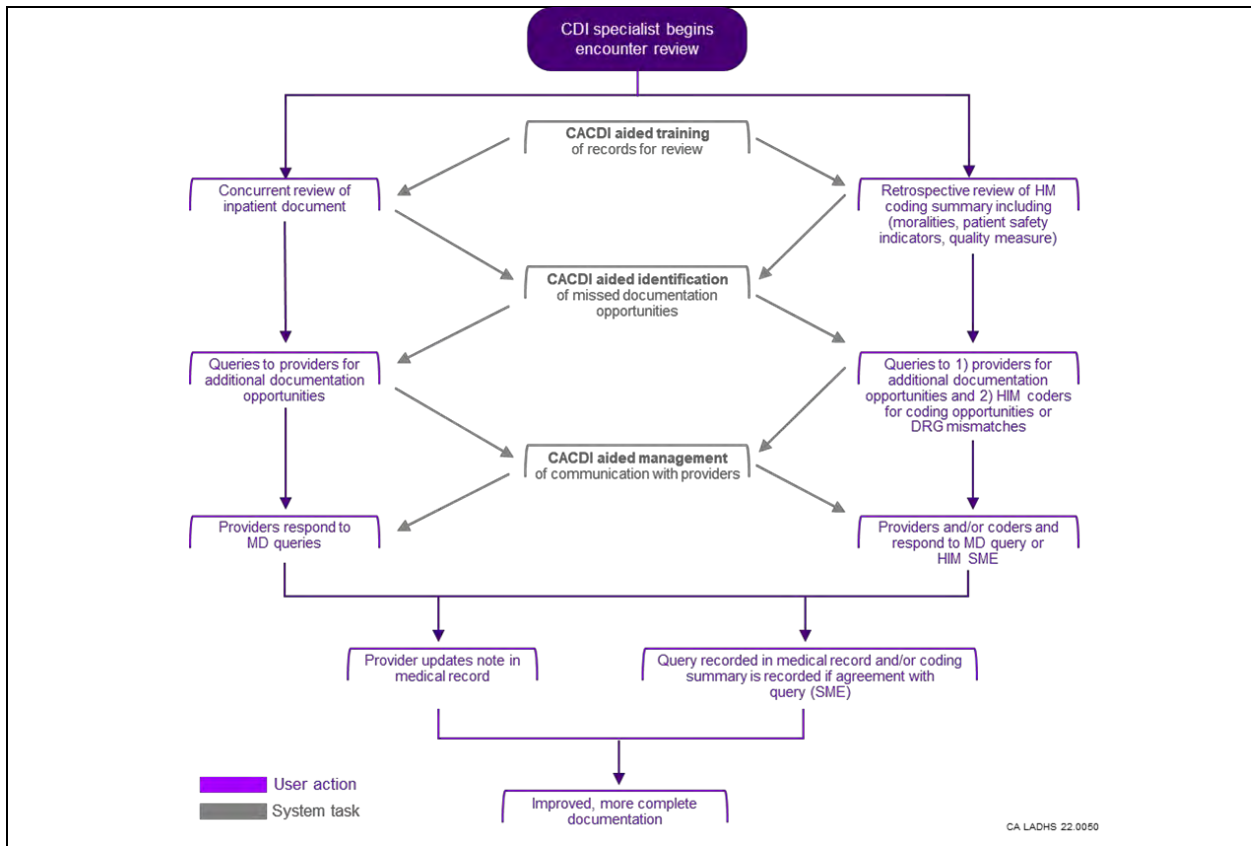 CDI specialist begins
encounter review
CACDI aided training
of records for review
Concurrent review of
inpatient document
Retrospective review of HM
coding summary including
(moralities, patient safety
indicators, quality measure)
CACDI aided identification
of missed documentation
opportunities
Queries to providers for
additional documentation
opportunities
Queries to 1) providers for
additional documentation
opportunities and 2) HIM coders
for coding opportunities or
DRG mismatches
CACDI aided management
of communication with providers
Providers respond to
MD queries
Providers and/or coders and
respond to MD query or
HIM SME
Provider updates note in
medical record
Query recorded in medical record and/or coding
summary is recorded if agreement with
query (SME)
User action
System task
Improved, more complete
documentation
CA LADHS 22.0050